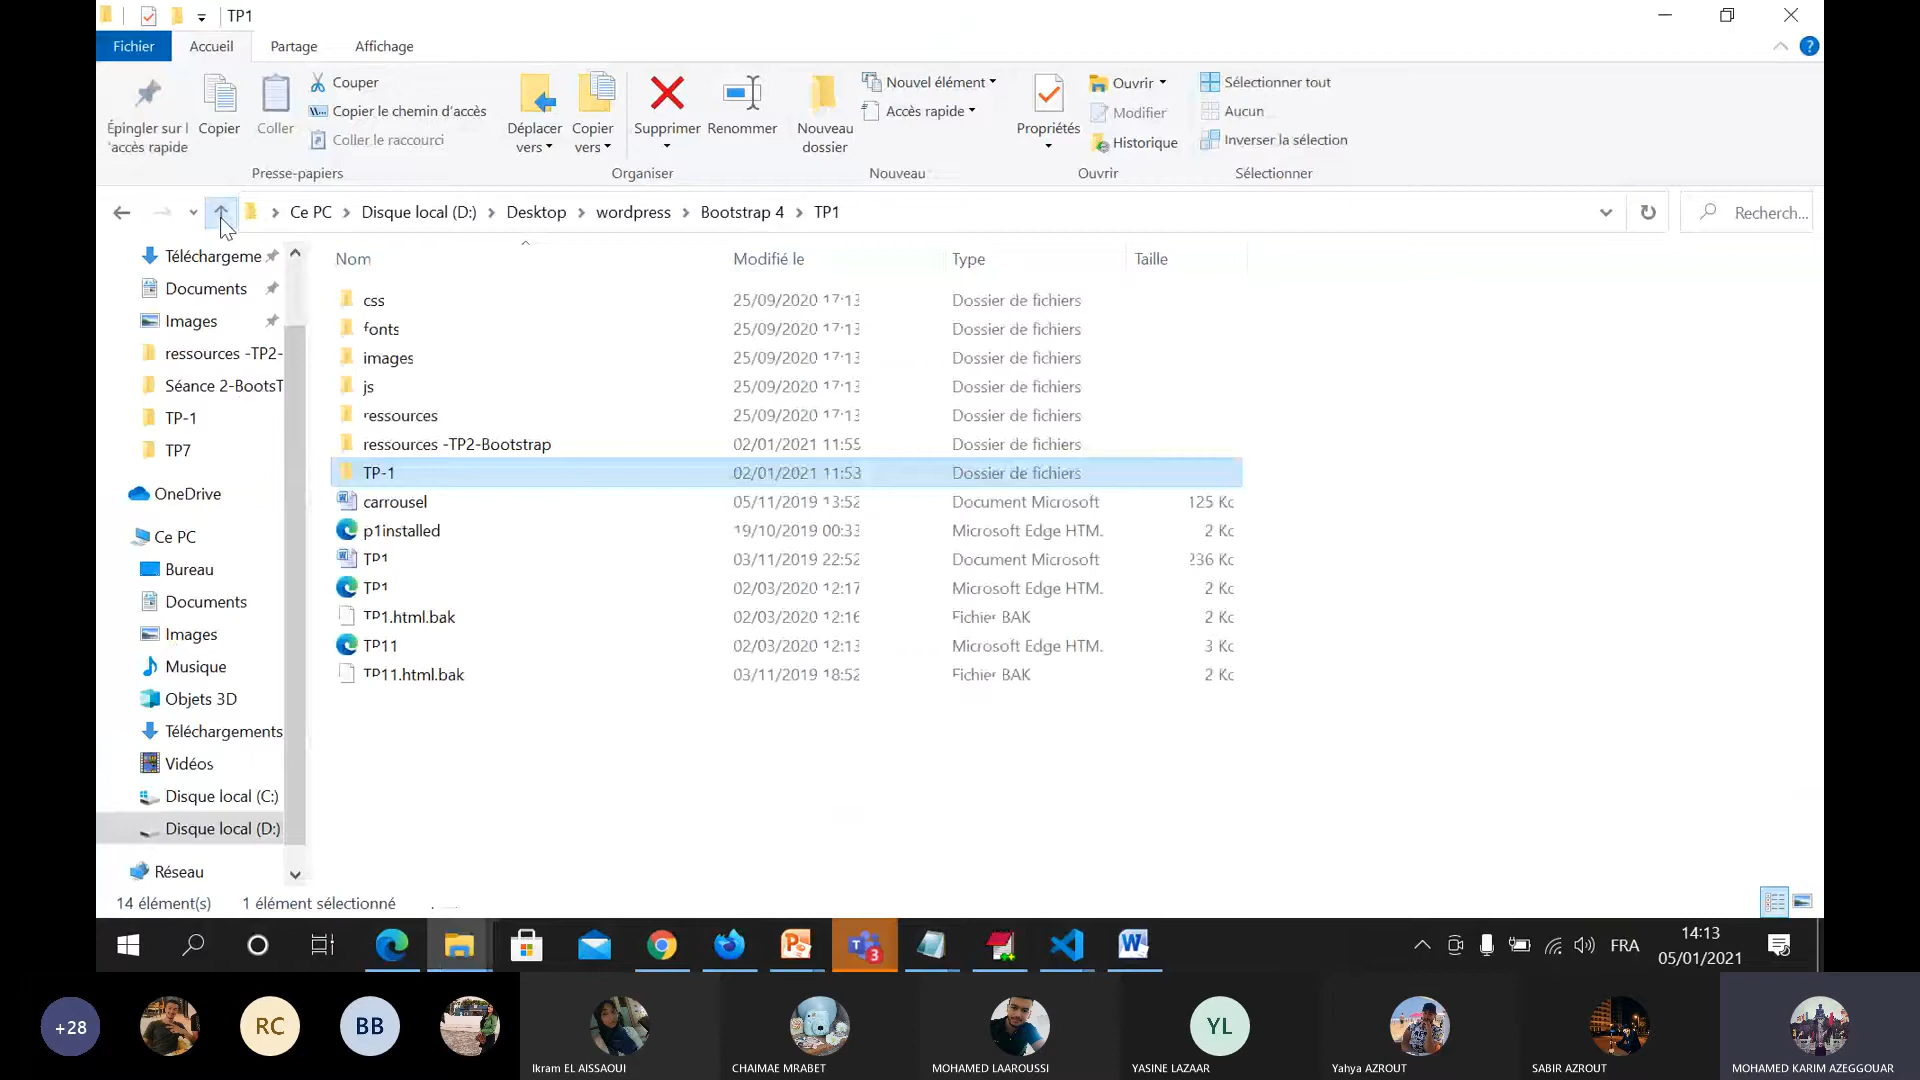 TP1
Fichier Accueil Partage Affichage
Épingler sur l'accès rapide
Copier
Coller
Couper
Copier le chemin d'accès
Coller le raccourci
Déplacer vers
Copier vers
Supprimer
Renommer
Nouveau dossier
Nouvel élément
Accès rapide
Propriétés
Ouvrir
Modifier
Historique
Sélectionner tout
Aucun
Inverser la sélection
Presse-papiers Organiser Nouveau Ouvrir Sélectionner
Ce PC > Disque local (D:) > Desktop > wordpress > Bootstrap 4 > TP1
Recherch...
Téléchargeme
Documents
Images
ressources -TP2-
Séance 2-BootsT
TP-1
TP7
OneDrive
Ce PC
Bureau
Documents
Images
Musique
Objets 3D
Téléchargements
Vidéos
Disque local (C:)
Disque local (D:)
Réseau
Nom Modifié le Type Taille
css 25/09/2020 17:13 Dossier de fichiers
fonts 25/09/2020 17:13 Dossier de fichiers
images 25/09/2020 17:13 Dossier de fichiers
js 25/09/2020 17:13 Dossier de fichiers
ressources 25/09/2020 17:13 Dossier de fichiers
ressources -TP2-Bootstrap 02/01/2021 11:55 Dossier de fichiers
TP-1 02/01/2021 11:53 Dossier de fichiers
carrousel 05/11/2019 13:52 Document Microsoft 125 Kc
p1installed 19/10/2019 00:33 Microsoft Edge HTM. 2 Kc
TP1 03/11/2019 22:52 Document Microsoft 236 Kc
TP1 02/03/2020 12:17 Microsoft Edge HTM. 2 Kc
TP1.html.bak 02/03/2020 12:16 Fichier BAK 2 Kc
TP11 02/03/2020 12:13 Microsoft Edge HTM. 3 Kc
TP11.html.bak 03/11/2019 18:52 Fichier BAK 2 Kc
14 élément(s) 1 élément sélectionné
3
FRA
14:13
05/01/2021
+28
RC
BB
YL
Ikram EL AISSAOUI
CHAIMAE MRABET
MOHAMED LAAROUSSI
YASINE LAZAAR
Yahya AZROUT
SABIR AZROUT
MOHAMED KARIM AZEGGOUAR